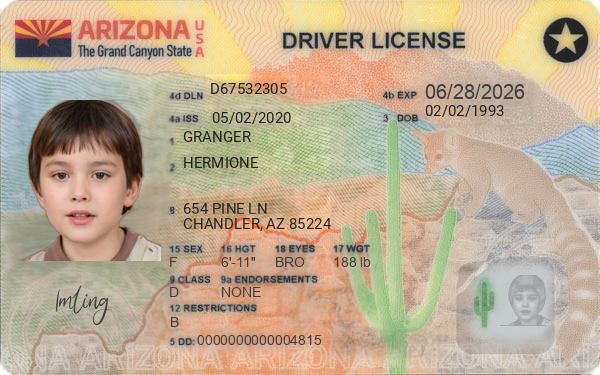 ARIZONA USA
The Grand Canyon State
DRIVER LICENSE
4d DLN D67532305
4b EXP 06/28/2026
4a ISS 05/02/2020
3 DOB 02/02/1993
1 GRANGER
2 HERMIONE
8 654 PINE LN
CHANDLER, AZ 85224
15 SEX 16 HGT 18 EYES 17 WGT
F 6'-11" BRO 188 lb
9 CLASS 9a ENDORSEMENTS
D NONE
12 RESTRICTIONS
B
5 DD: 0000000000004815
ARIZONA ARIZONA ARIZONA ARIZONA